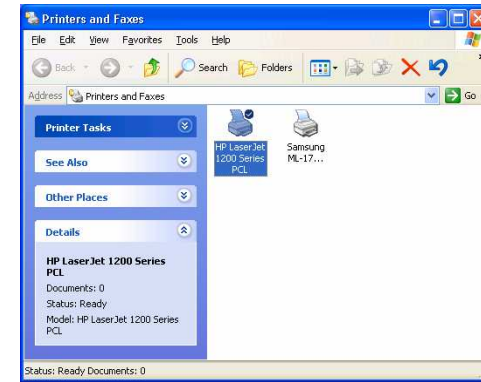 Printers and Faxes
File Edit View Favorites Tools Help
Back Search Folders
Address Printers and Faxes Go
Printer Tasks
See Also
Other Places
Details
HP LaserJet 1200 Series
PCL
Documents: 0
Status: Ready
Model: HP LaserJet 1200 Series
PCL
HP LaserJet
1200 Series
PCL
Samsung
ML-17...
Status: Ready Documents: 0